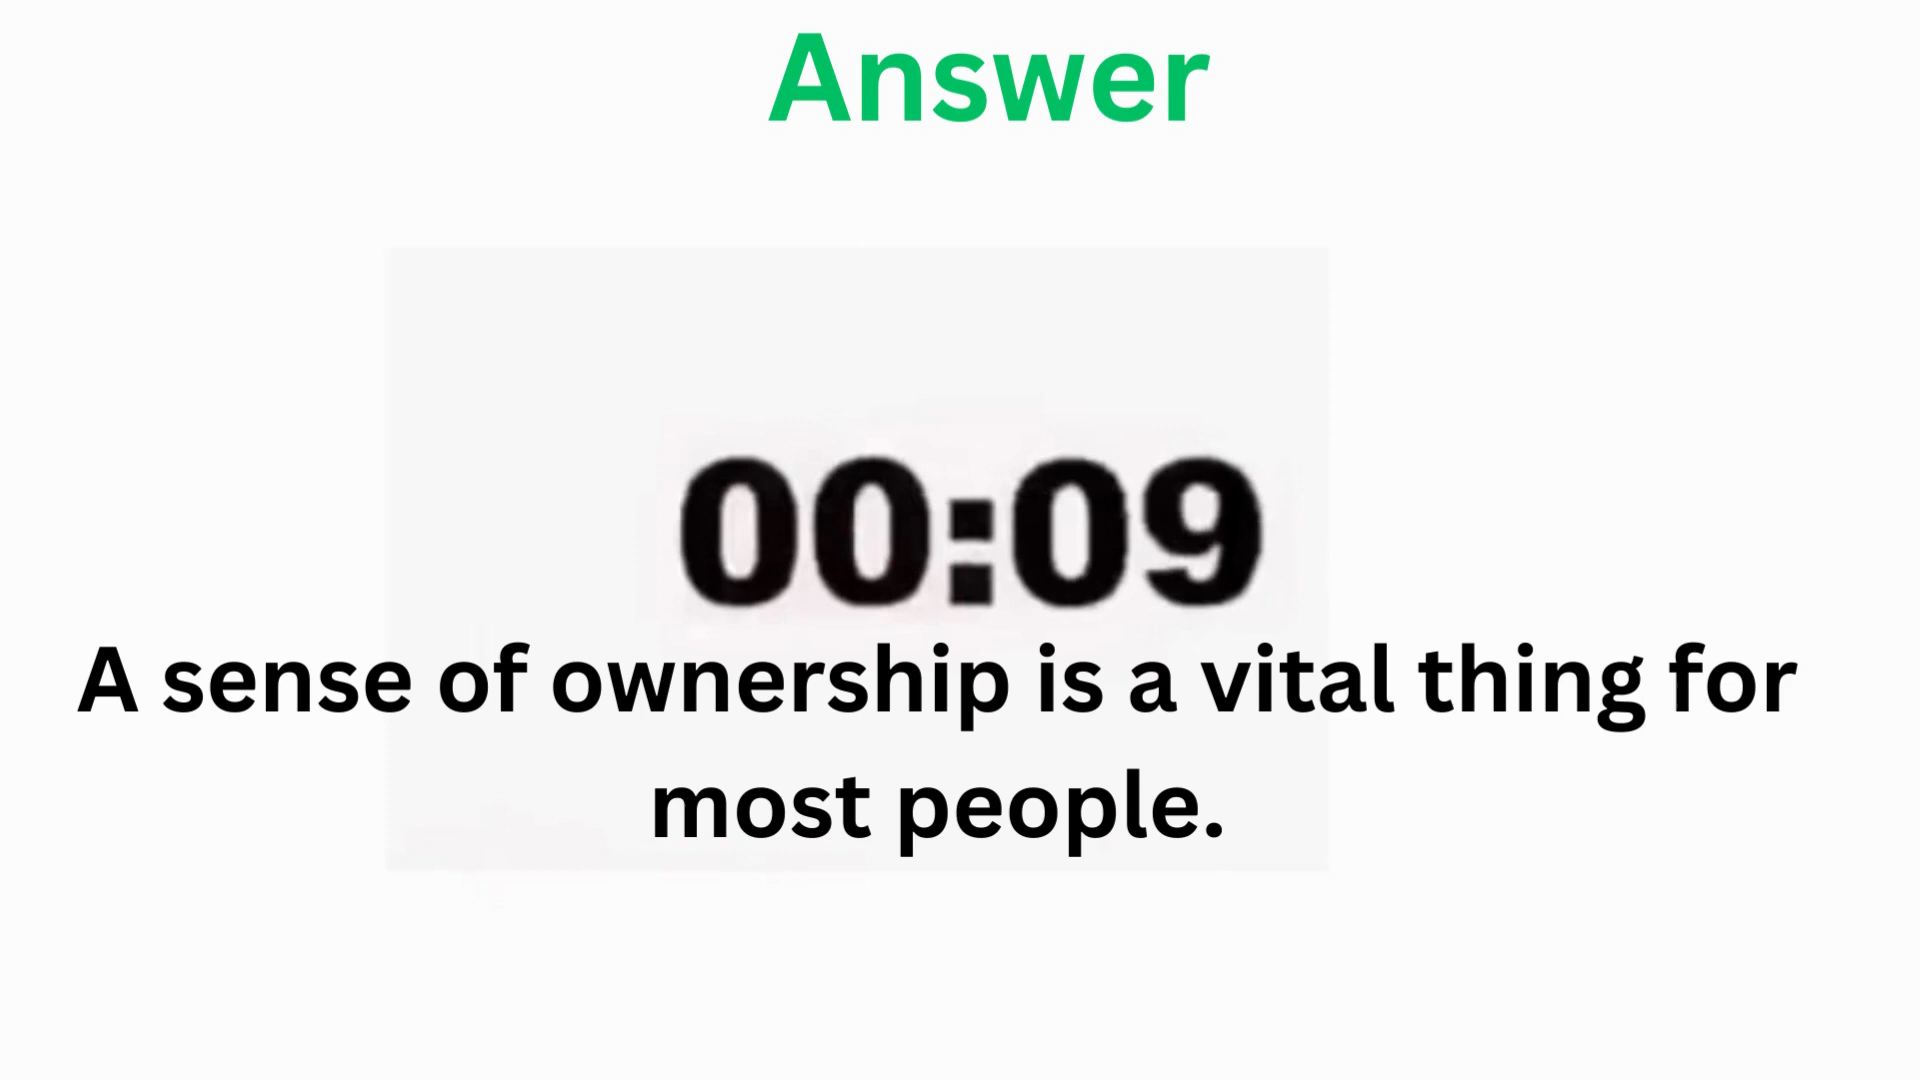 Answer
00:09
A sense of ownership is a vital thing for
most people.